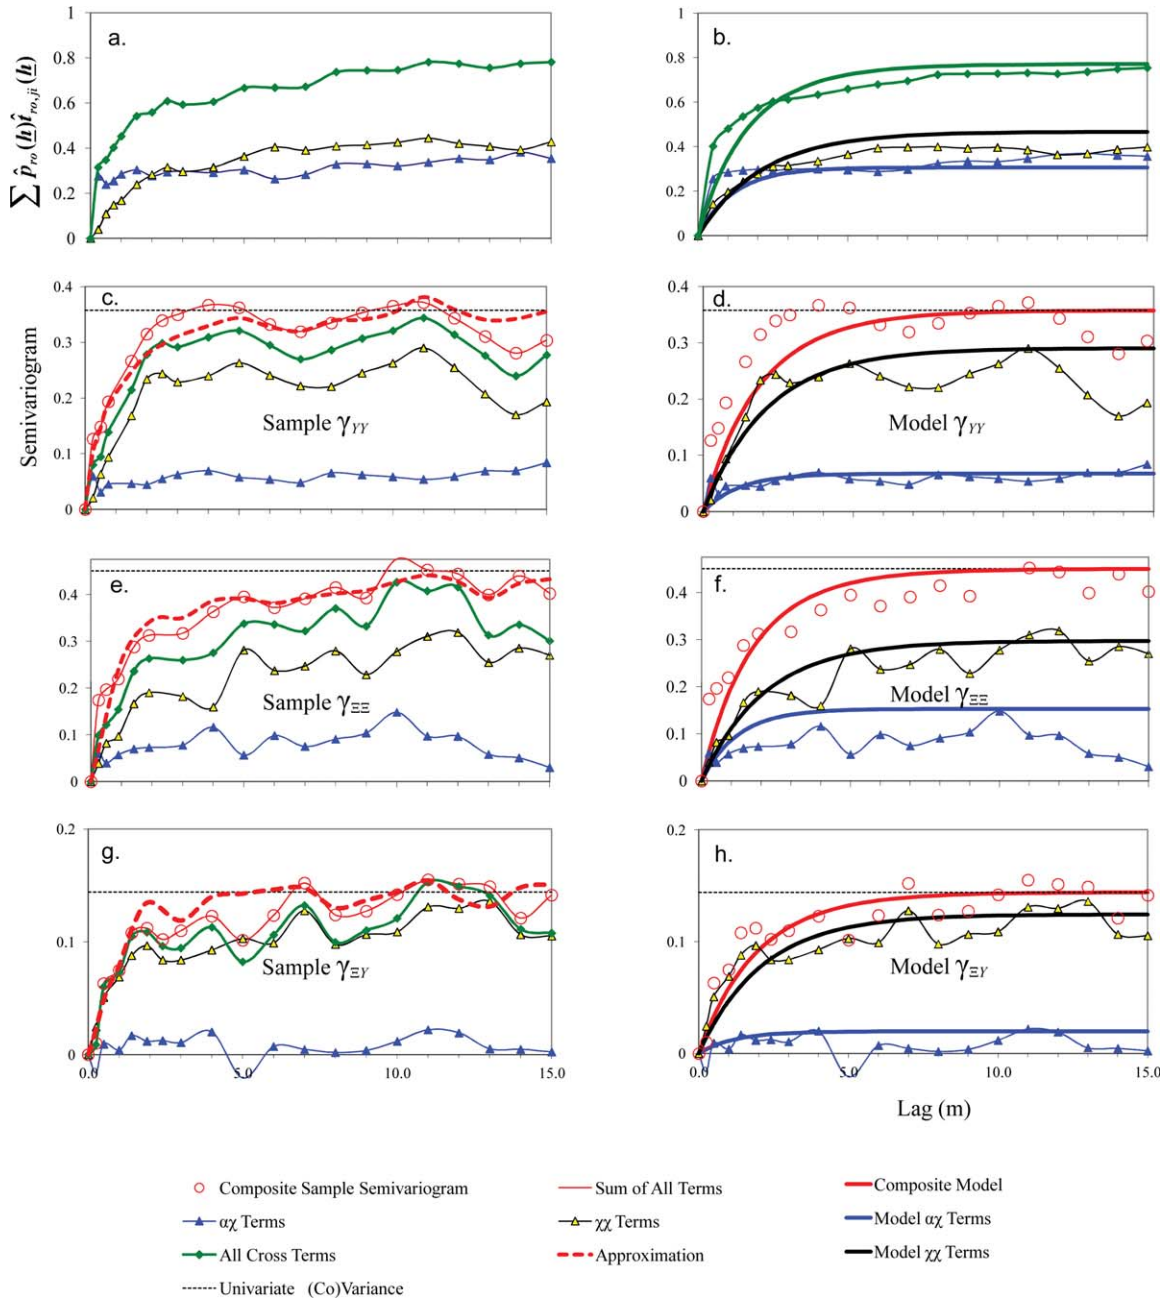 ∑ p̂ro(h)t̂ro,ji(h)
a.
1
0.8
0.6
0.4
0.2
0
b.
1
0.8
0.6
0.4
0.2
0
Semivariogram
c.
0.4
0.3
0.2
0.1
0
Sample γYY
d.
0.4
0.3
0.2
0.1
0
Model γYY
e.
0.4
0.3
0.2
0.1
0
Sample γΞΞ
f.
0.4
0.3
0.2
0.1
0
Model γΞΞ
g.
0.2
0.1
0
Sample γΞY
0.0 5.0 10.0 15.0
h.
0.2
0.1
0
Model γΞY
0.0 5.0 10.0 15.0
Lag (m)
Composite Sample Semivariogram
Sum of All Terms
Composite Model
αχ Terms
χχ Terms
Model αχ Terms
All Cross Terms
Approximation
Model χχ Terms
Univariate (Co)Variance